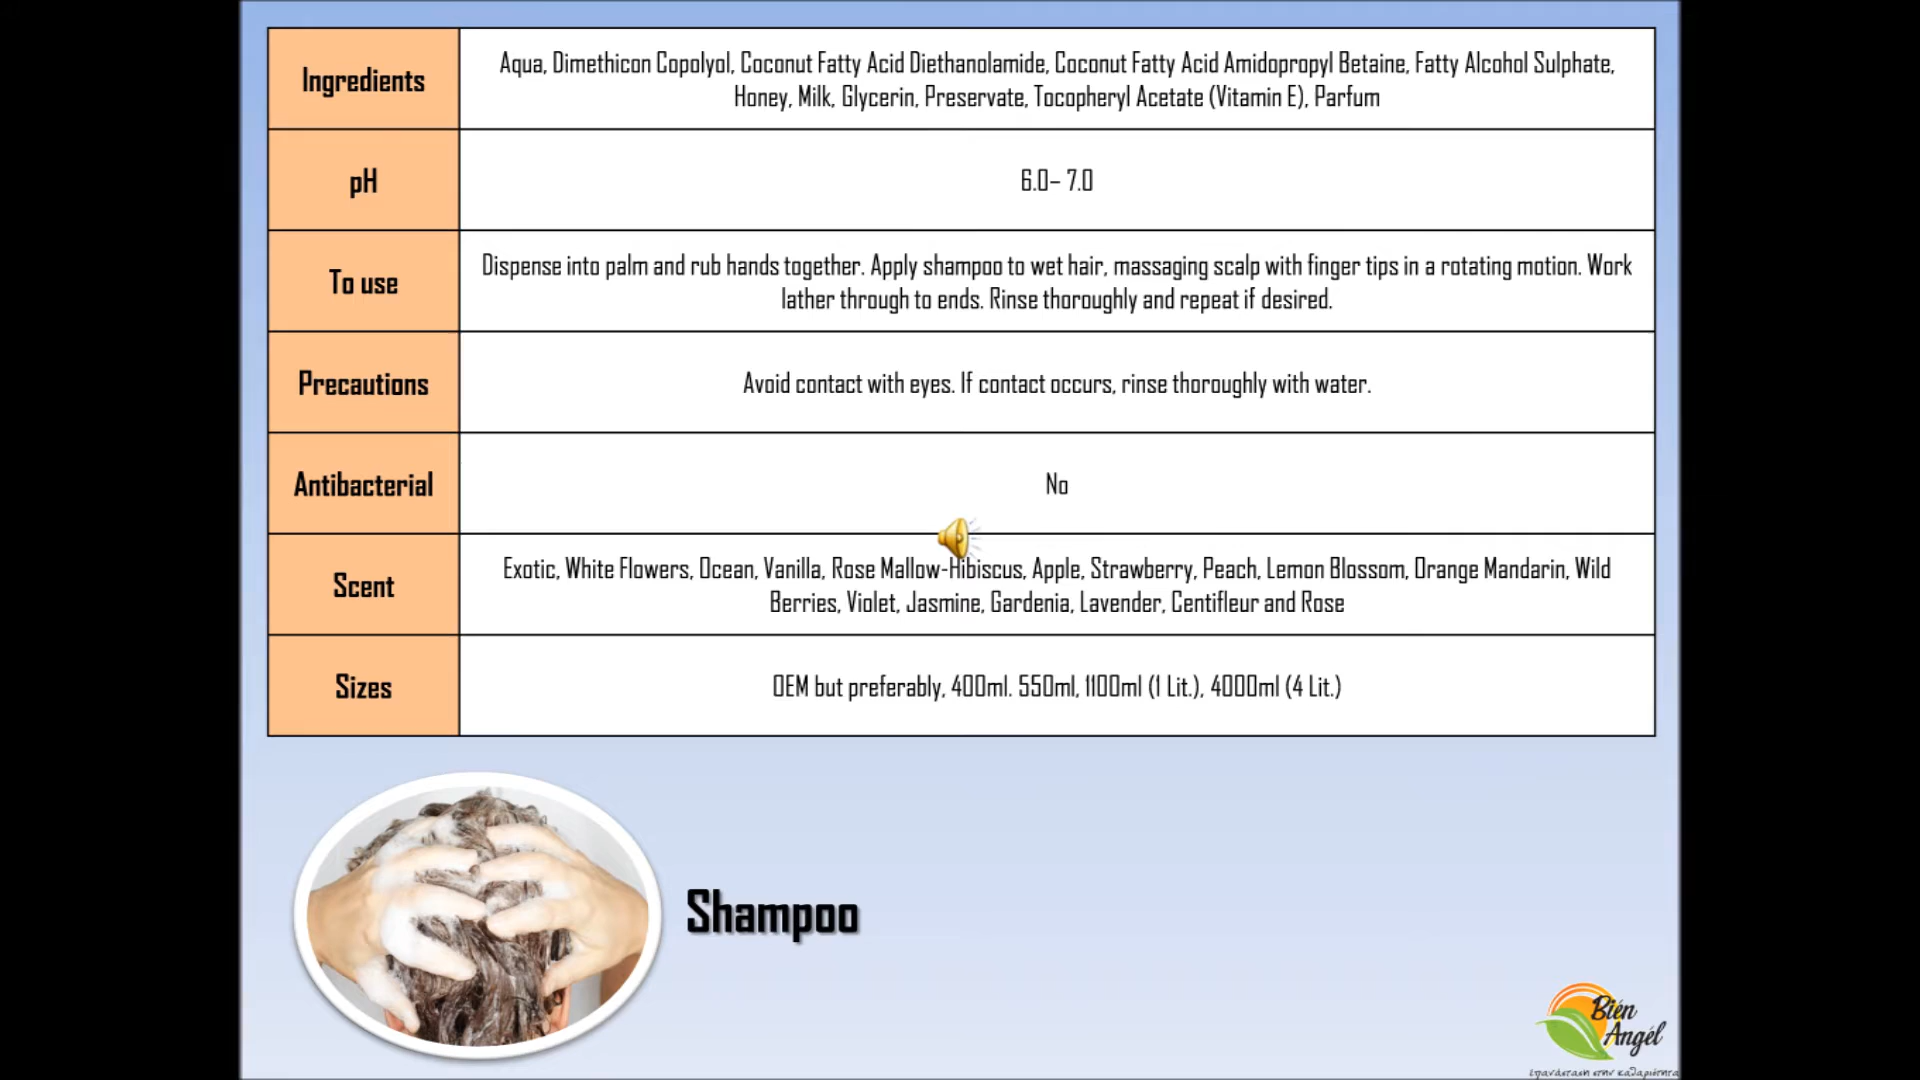 Ingredients
Aqua, Dimethicon Copolyol, Coconut Fatty Acid Diethanolamide, Coconut Fatty Acid Amidopropyl Betaine, Fatty Alcohol Sulphate,
Honey, Milk, Glycerin, Preservate, Tocopheryl Acetate (Vitamin E), Parfum
pH
6.0– 7.0
To use
Dispense into palm and rub hands together. Apply shampoo to wet hair, massaging scalp with finger tips in a rotating motion. Work
lather through to ends. Rinse thoroughly and repeat if desired.
Precautions
Avoid contact with eyes. If contact occurs, rinse thoroughly with water.
Antibacterial
No
Scent
Exotic, White Flowers, Ocean, Vanilla, Rose Mallow-Hibiscus, Apple, Strawberry, Peach, Lemon Blossom, Orange Mandarin, Wild
Berries, Violet, Jasmine, Gardenia, Lavender, Centifleur and Rose
Sizes
OEM but preferably, 400ml. 550ml, 1100ml (1 Lit.), 4000ml (4 Lit.)
Shampoo
Bién
Angél
επανάσταση στην καθαριότητα